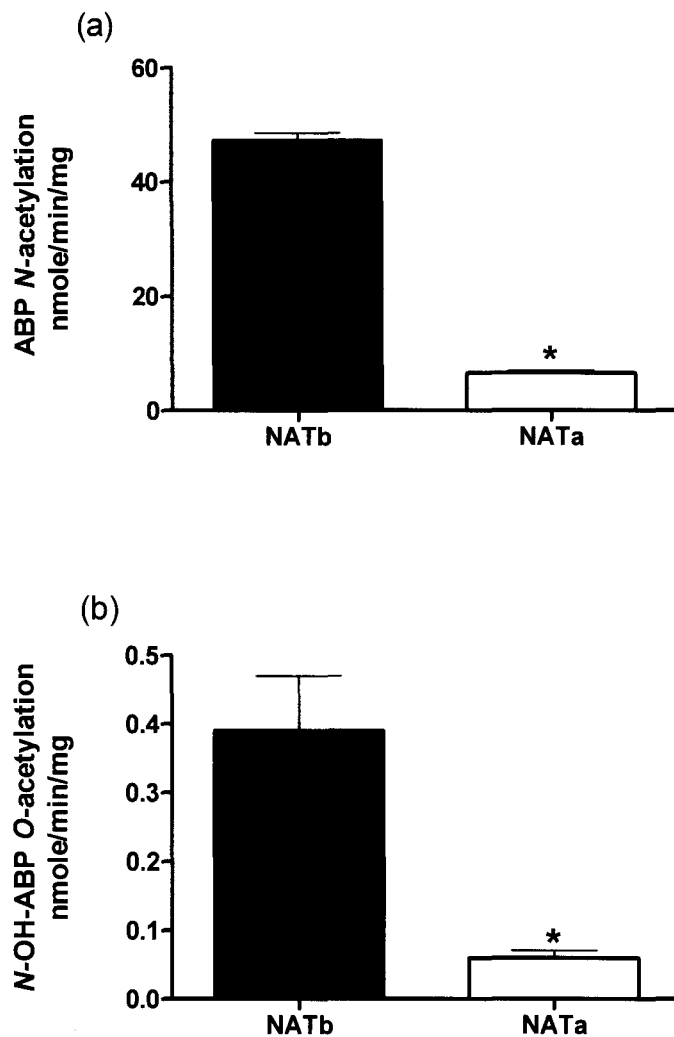 (a)
ABP N-acetylation
nmole/min/mg
60
40
20
0
*
NATb
NATa
(b)
N-OH-ABP O-acetylation
nmole/min/mg
0.5
0.4
0.3
0.2
0.1
0.0
*
NATb
NATa